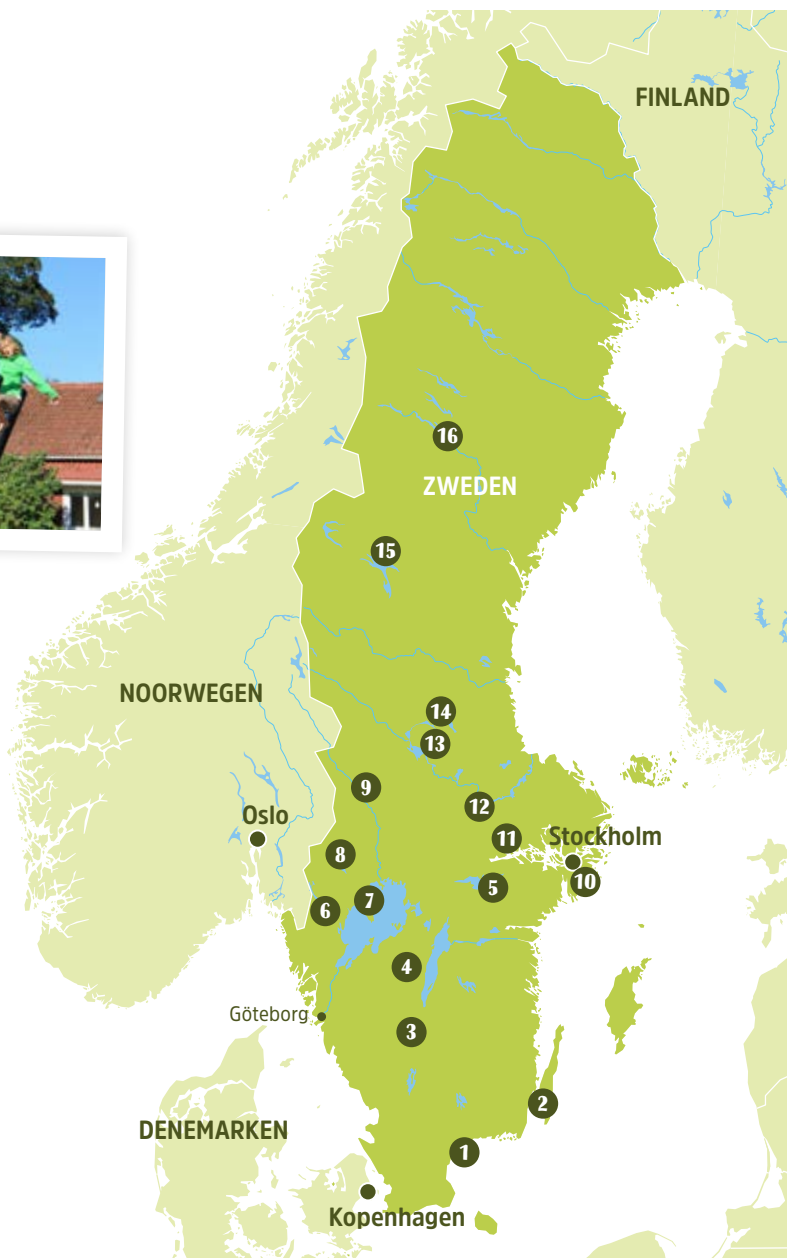 FINLAND
16
ZWEDEN
15
NOORWEGEN
14
13
9
12
Oslo
11
Stockholm
8
10
5
7
6
4
Göteborg
3
2
DENEMARKEN
1
Kopenhagen